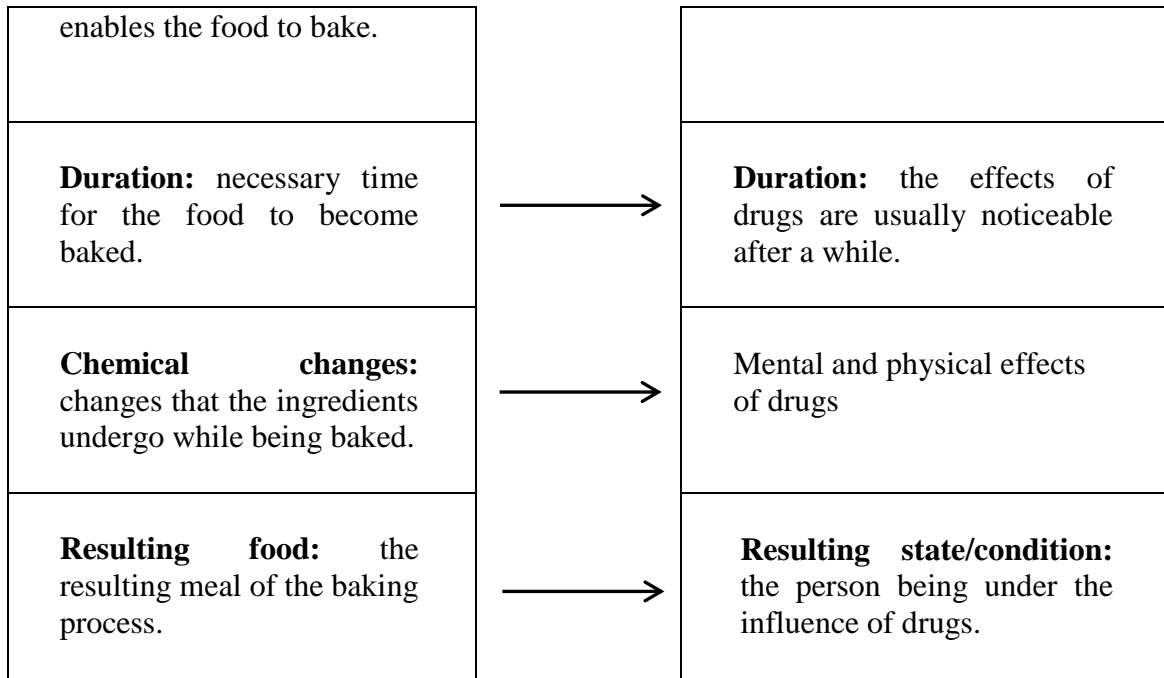 enables the food to bake.
Duration: necessary time
for the food to become
baked.
Duration: the effects of
drugs are usually noticeable
after a while.
Chemical changes:
changes that the ingredients
undergo while being baked.
Mental and physical effects
of drugs
Resulting food: the
resulting meal of the baking
process.
Resulting state/condition:
the person being under the
influence of drugs.